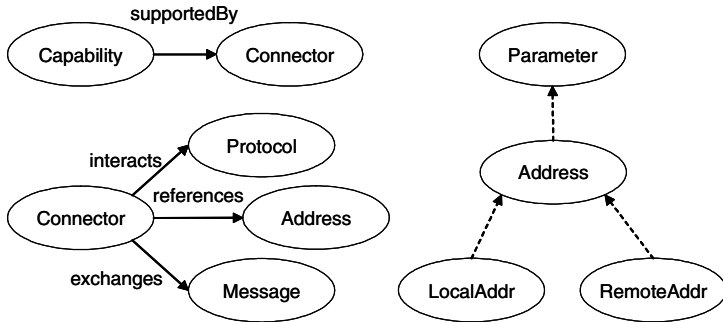 supportedBy
Capability
Connector
Parameter
Protocol
interacts
Address
references
Connector
Address
exchanges
Message
LocalAddr
RemoteAddr